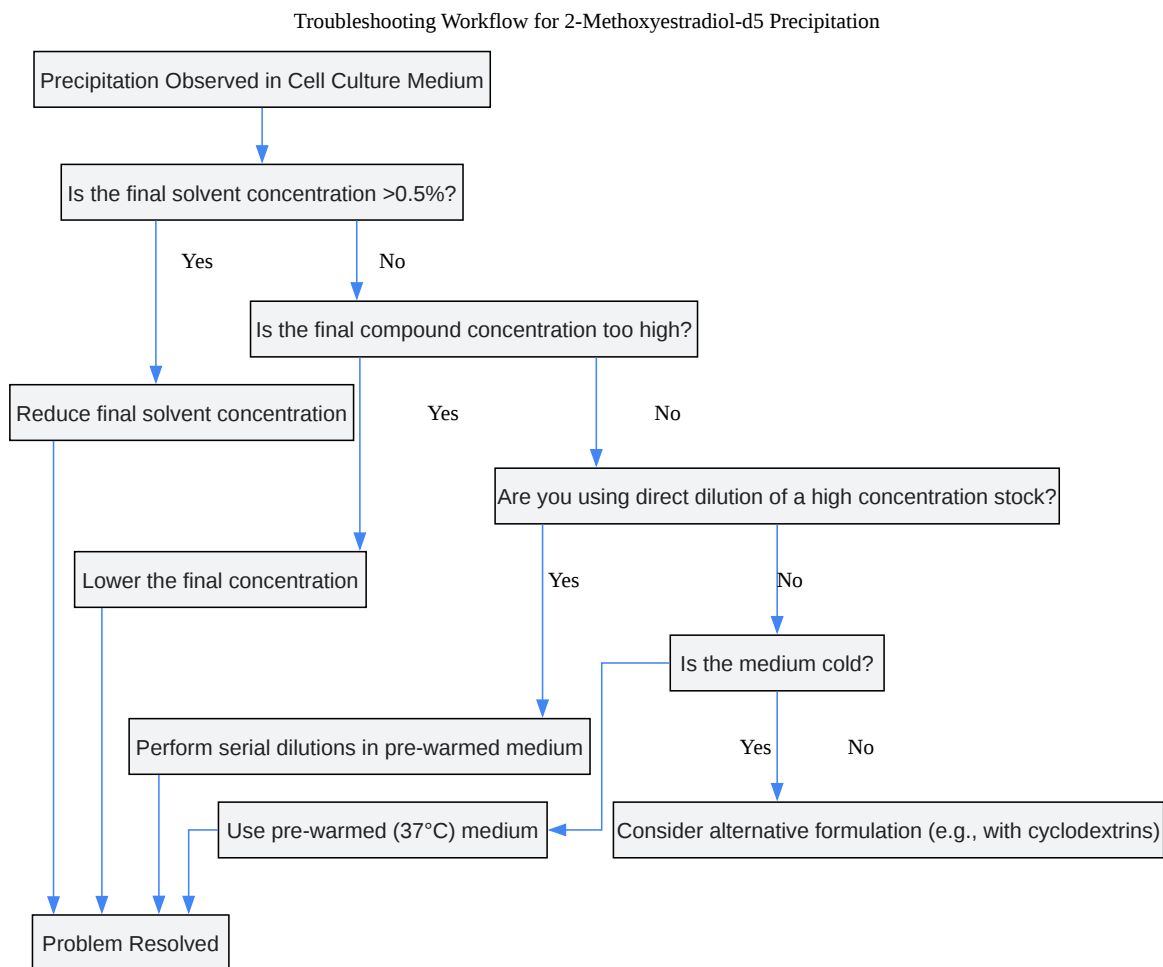 Troubleshooting Workflow for 2-Methoxyestradiol-d5 Precipitation
Precipitation Observed in Cell Culture Medium
Is the final solvent concentration >0.5%?
Yes
No
Is the final compound concentration too high?
Reduce final solvent concentration
Yes
No
Are you using direct dilution of a high concentration stock?
Lower the final concentration
Yes
No
Is the medium cold?
Perform serial dilutions in pre-warmed medium
Yes
No
Use pre-warmed (37°C) medium
Consider alternative formulation (e.g., with cyclodextrins)
Problem Resolved